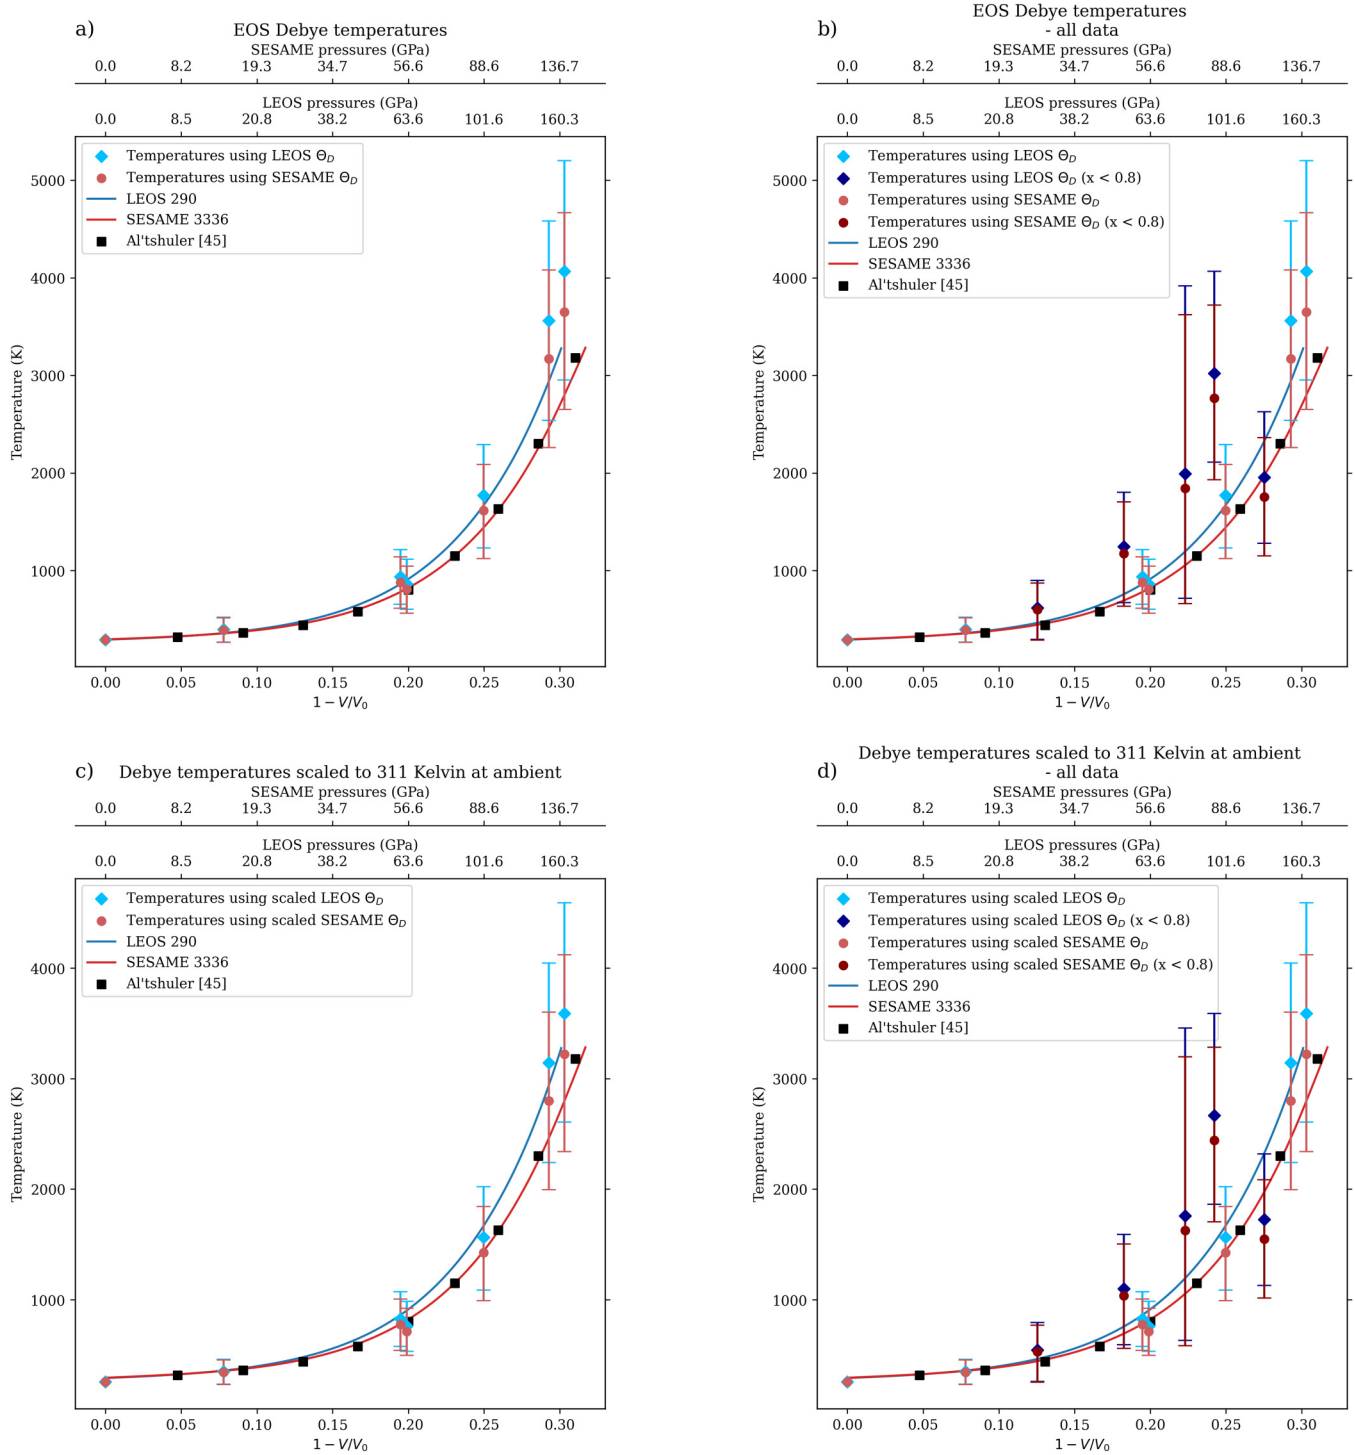 a)
EOS Debye temperatures
SESAME pressures (GPa)
0.0 8.2 19.3 34.7 56.6 88.6 136.7
LEOS pressures (GPa)
0.0 8.5 20.8 38.2 63.6 101.6 160.3
Temperatures using LEOS Θ_D
Temperatures using SESAME Θ_D
LEOS 290
SESAME 3336
Al'tshuler [45]
Temperature (K)
5000
4000
3000
2000
1000
0.00 0.05 0.10 0.15 0.20 0.25 0.30
1 − V/V₀
b)
EOS Debye temperatures
- all data
SESAME pressures (GPa)
0.0 8.2 19.3 34.7 56.6 88.6 136.7
LEOS pressures (GPa)
0.0 8.5 20.8 38.2 63.6 101.6 160.3
Temperatures using LEOS Θ_D
Temperatures using LEOS Θ_D (x < 0.8)
Temperatures using SESAME Θ_D
Temperatures using SESAME Θ_D (x < 0.8)
LEOS 290
SESAME 3336
Al'tshuler [45]
Temperature (K)
5000
4000
3000
2000
1000
0.00 0.05 0.10 0.15 0.20 0.25 0.30
1 − V/V₀
c)
Debye temperatures scaled to 311 Kelvin at ambient
SESAME pressures (GPa)
0.0 8.2 19.3 34.7 56.6 88.6 136.7
LEOS pressures (GPa)
0.0 8.5 20.8 38.2 63.6 101.6 160.3
Temperatures using scaled LEOS Θ_D
Temperatures using scaled SESAME Θ_D
LEOS 290
SESAME 3336
Al'tshuler [45]
Temperature (K)
4000
3000
2000
1000
0.00 0.05 0.10 0.15 0.20 0.25 0.30
1 − V/V₀
d)
Debye temperatures scaled to 311 Kelvin at ambient
- all data
SESAME pressures (GPa)
0.0 8.2 19.3 34.7 56.6 88.6 136.7
LEOS pressures (GPa)
0.0 8.5 20.8 38.2 63.6 101.6 160.3
Temperatures using scaled LEOS Θ_D
Temperatures using scaled LEOS Θ_D (x < 0.8)
Temperatures using scaled SESAME Θ_D
Temperatures using scaled SESAME Θ_D (x < 0.8)
LEOS 290
SESAME 3336
Al'tshuler [45]
Temperature (K)
4000
3000
2000
1000
0.00 0.05 0.10 0.15 0.20 0.25 0.30
1 − V/V₀